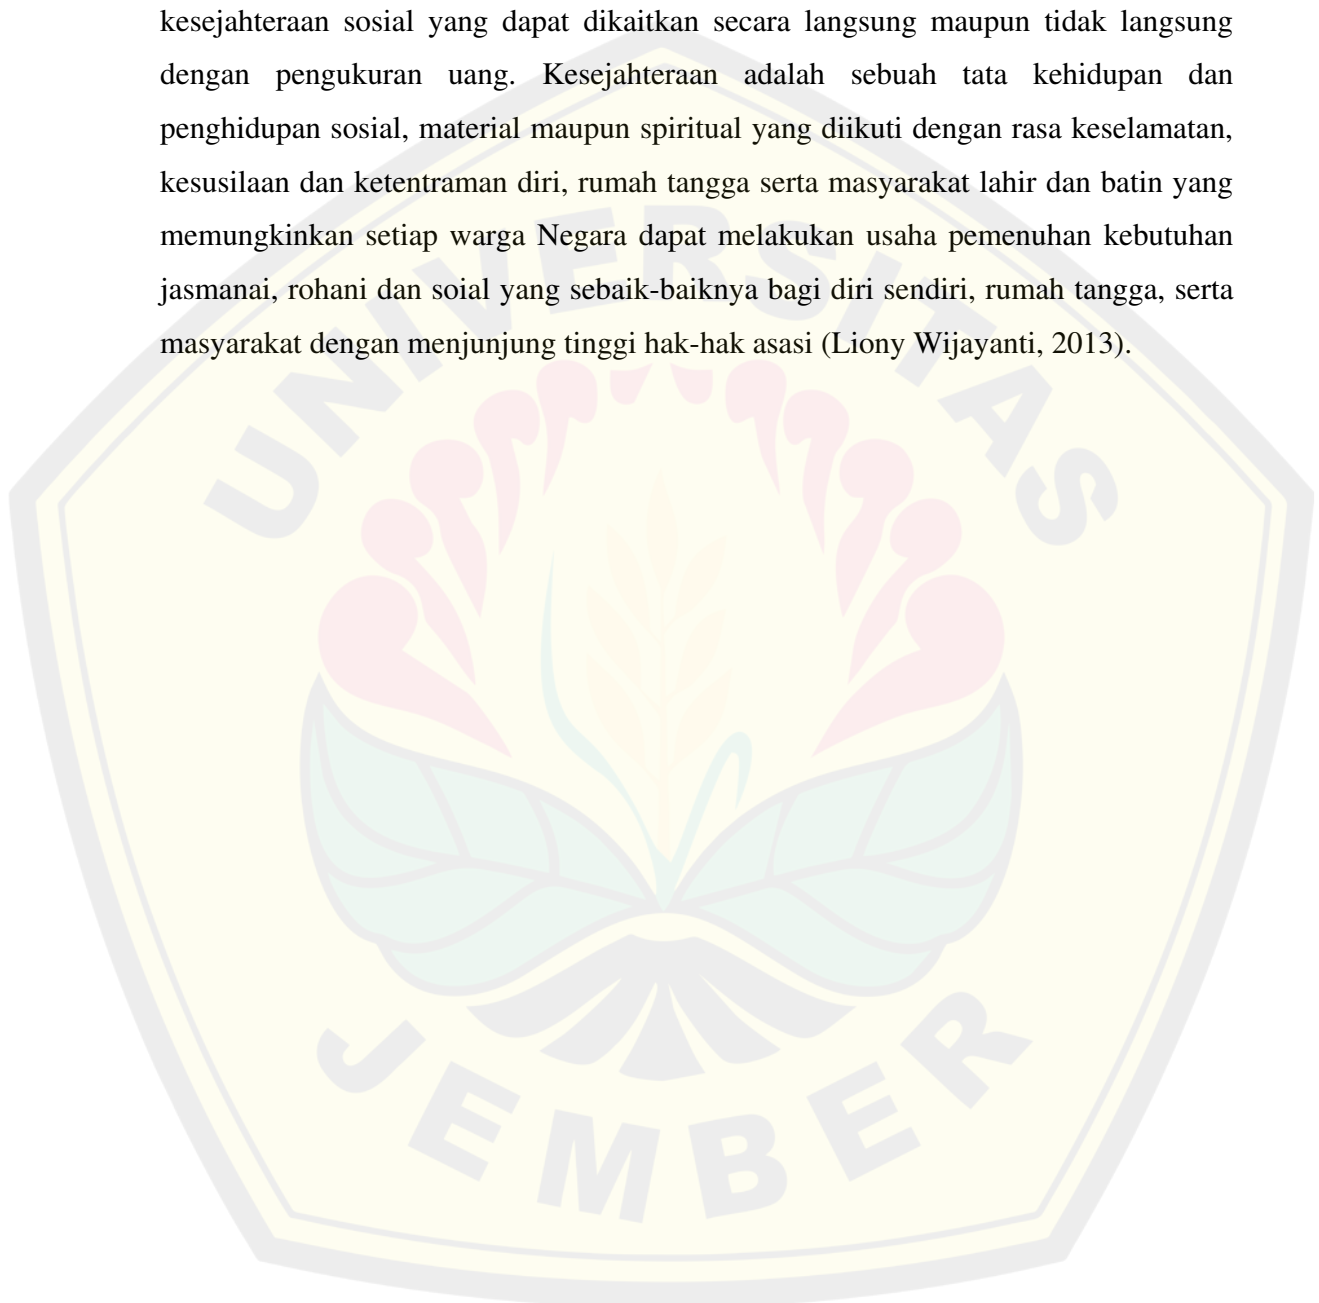 kesejahteraan sosial yang dapat dikaitkan secara langsung maupun tidak langsung
dengan pengukuran uang. Kesejahteraan adalah sebuah tata kehidupan dan
penghidupan sosial, material maupun spiritual yang diikuti dengan rasa keselamatan,
kesusilaan dan ketentraman diri, rumah tangga serta masyarakat lahir dan batin yang
memungkinkan setiap warga Negara dapat melakukan usaha pemenuhan kebutuhan
jasmanai, rohani dan soial yang sebaik-baiknya bagi diri sendiri, rumah tangga, serta
masyarakat dengan menjunjung tinggi hak-hak asasi (Liony Wijayanti, 2013).
UNIVERSITAS
JEMBER